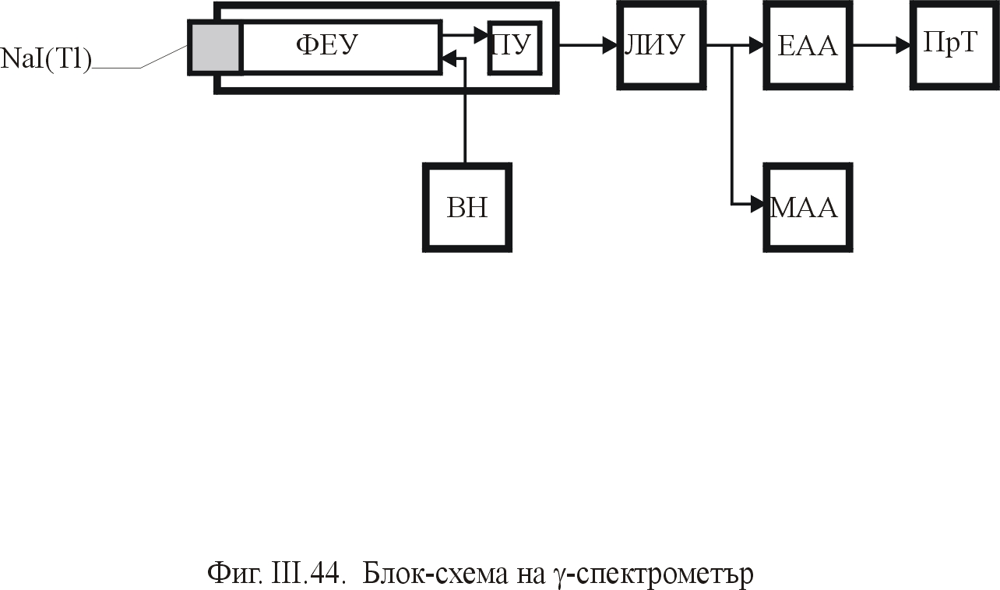 NaI(Tl)
ФЕУ
ПУ
ЛИУ
ЕАА
ПрТ
ВН
МАА
Фиг. III.44. Блок-схема на γ-спектрометър